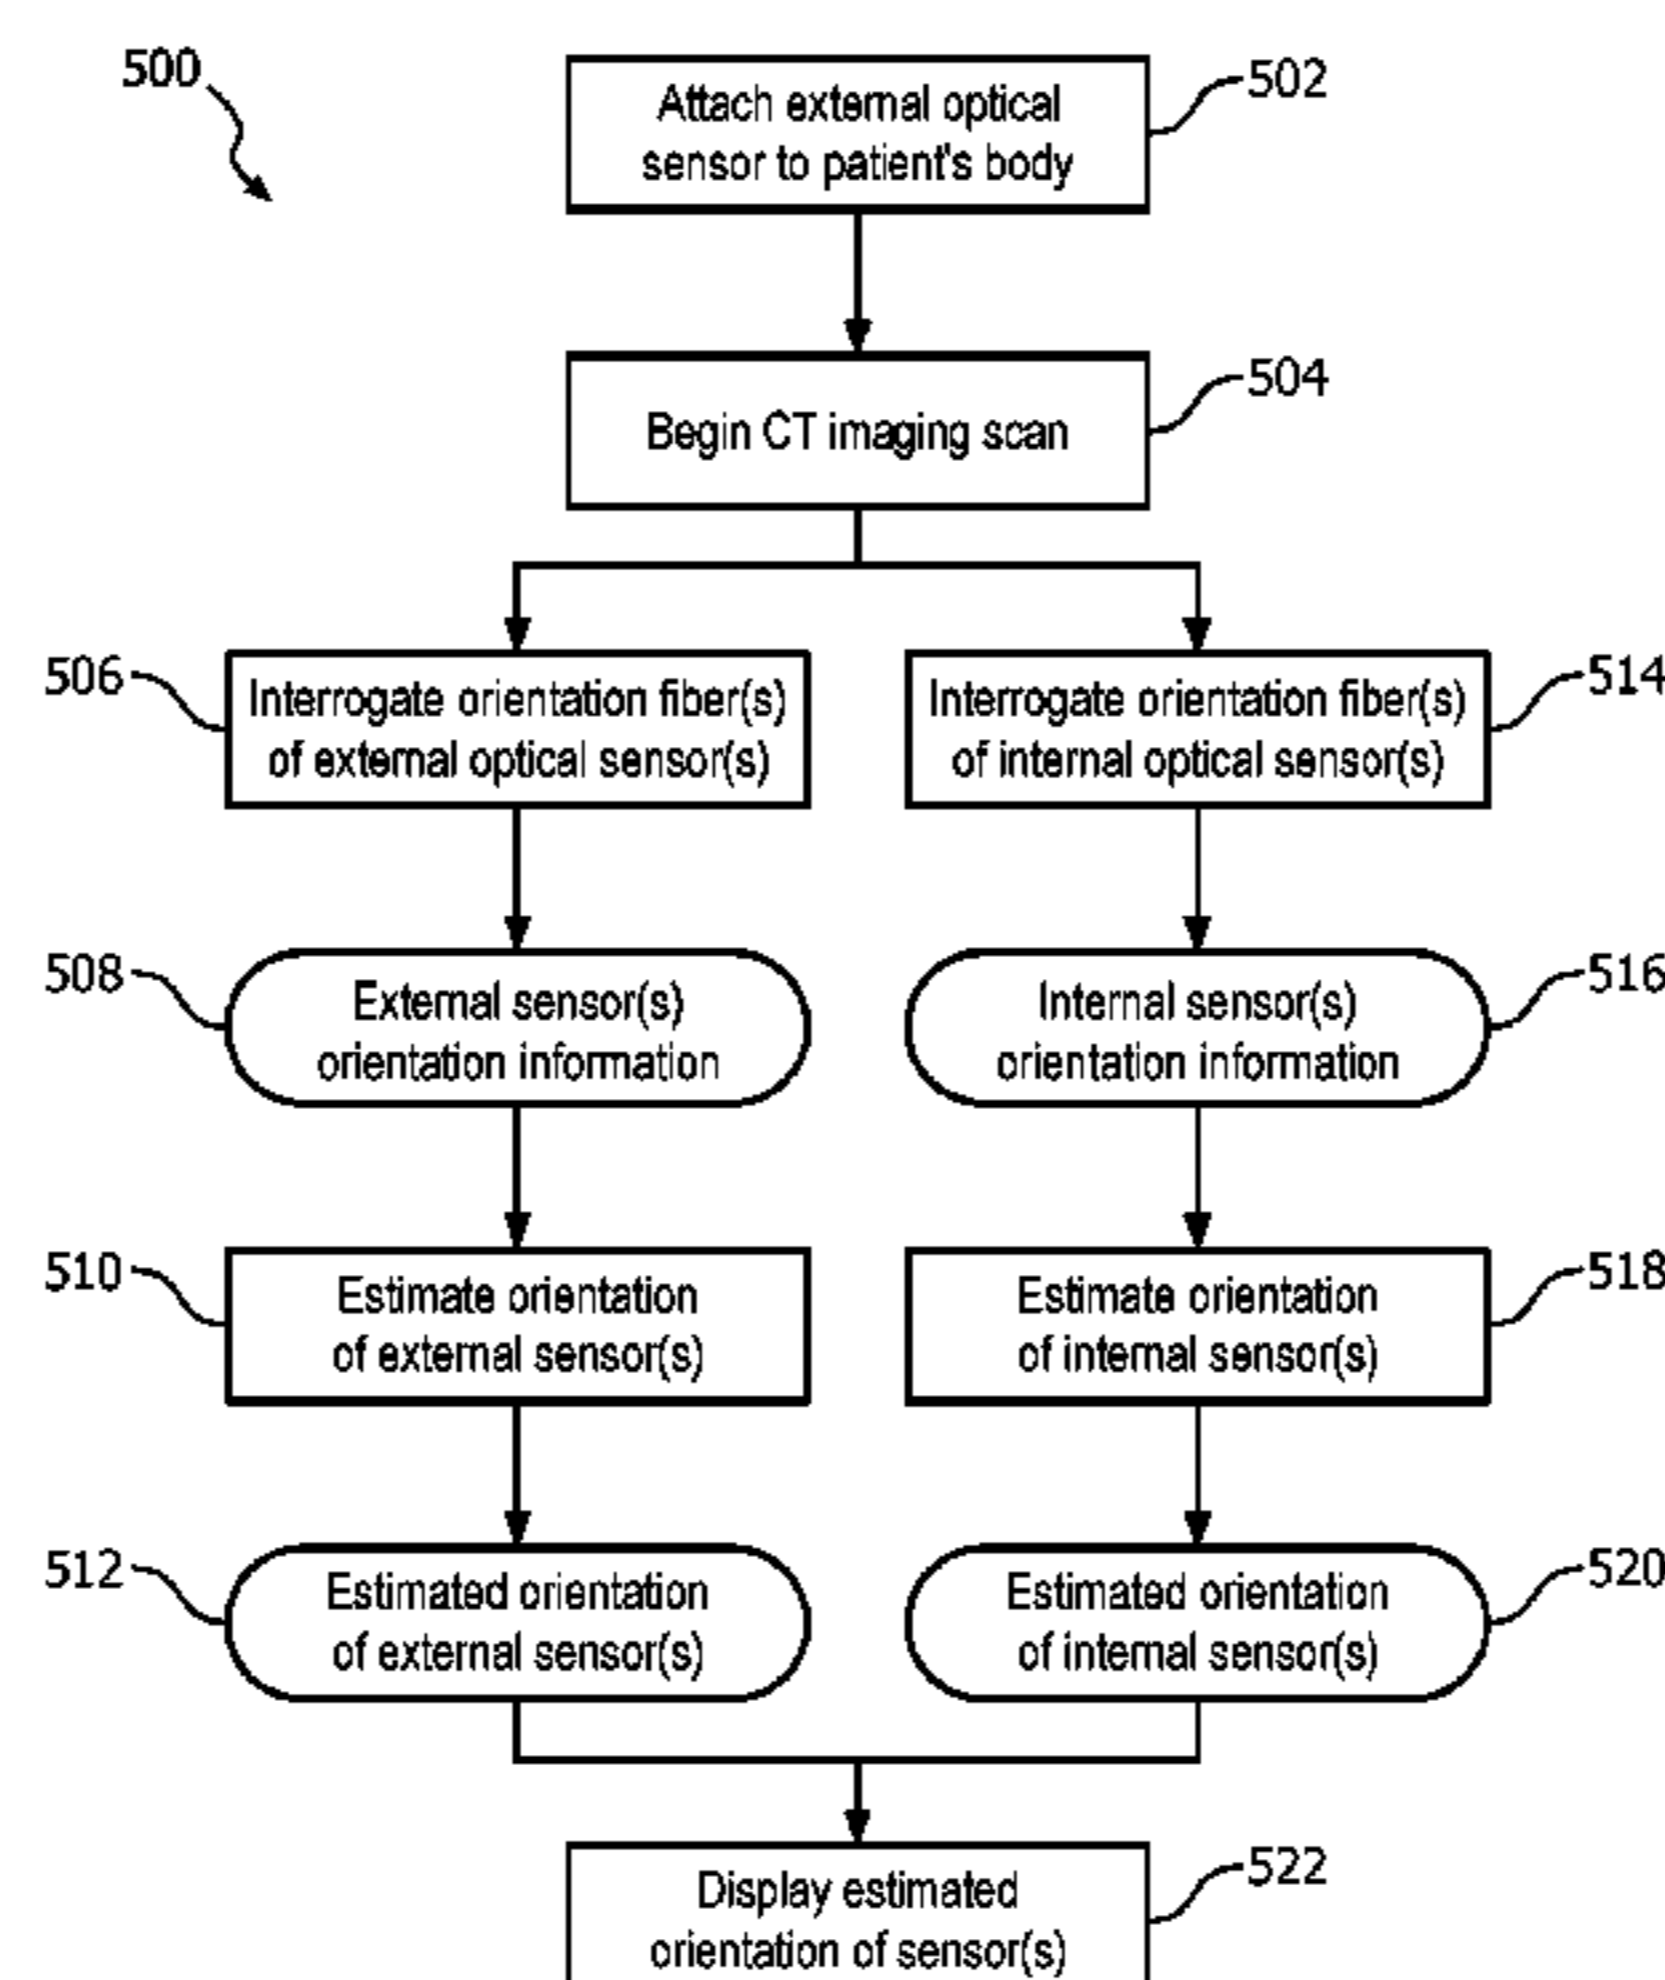 500
Attach external optical
sensor to patient's body
502
Begin CT imaging scan
504
506
Interrogate orientation fiber(s)
of external optical sensor(s)
Interrogate orientation fiber(s)
of internal optical sensor(s)
514
508
External sensor(s)
orientation information
Internal sensor(s)
orientation information
516
510
Estimate orientation
of external sensor(s)
Estimate orientation
of internal sensor(s)
518
512
Estimated orientation
of external sensor(s)
Estimated orientation
of internal sensor(s)
520
Display estimated
orientation of sensor(s)
522